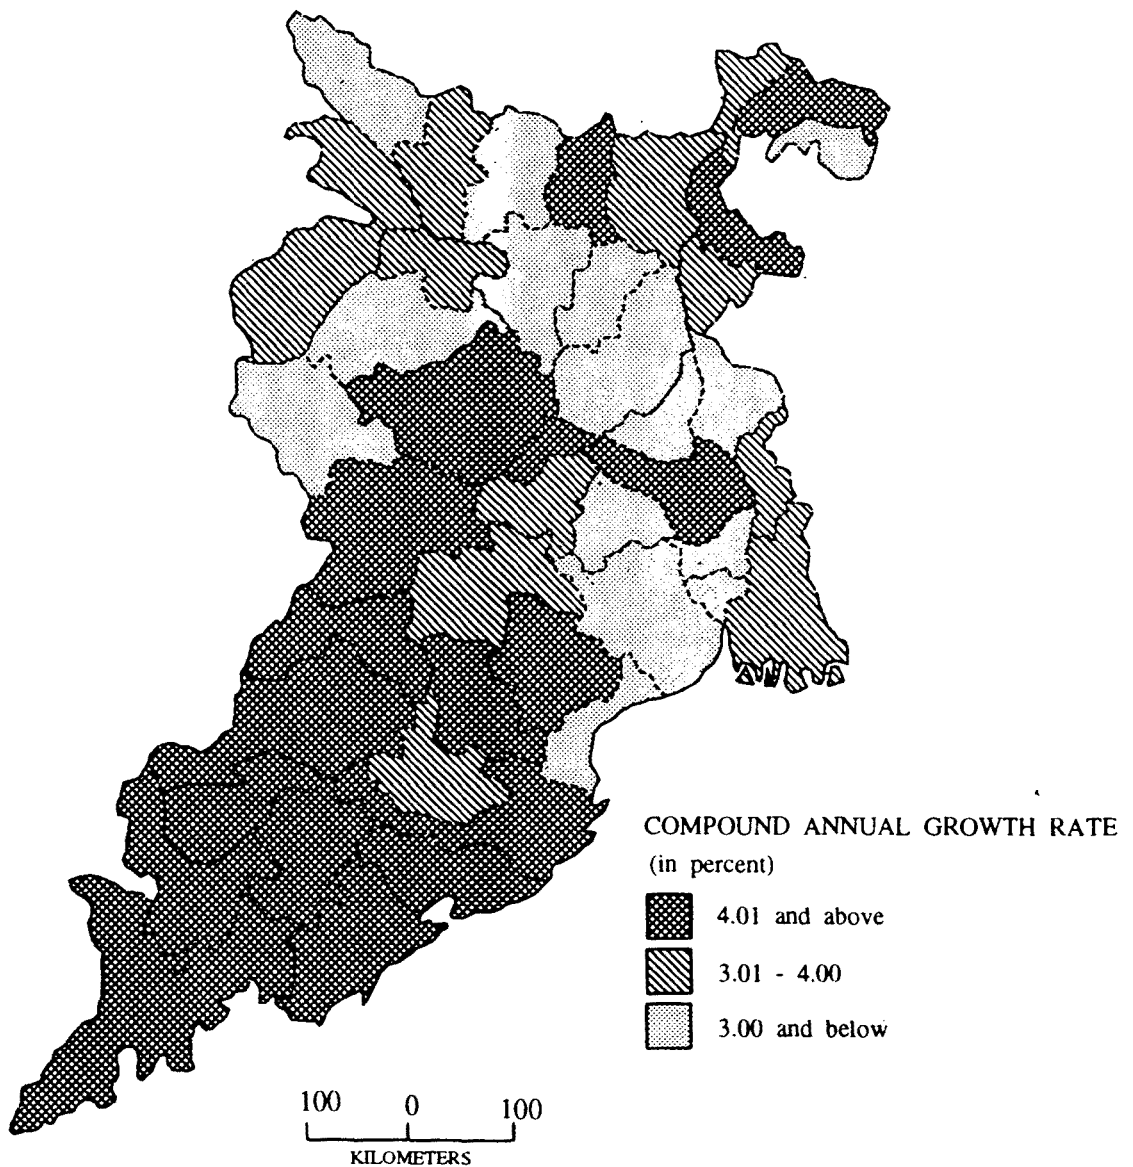 COMPOUND ANNUAL GROWTH RATE
(in percent)
4.01 and above
3.01 - 4.00
3.00 and below
100 0 100
KILOMETERS